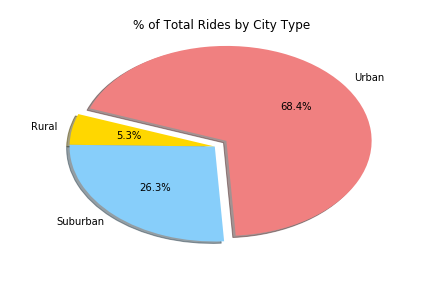 % of Total Rides by City Type
Urban
68.4%
Rural
5.3%
26.3%
Suburban